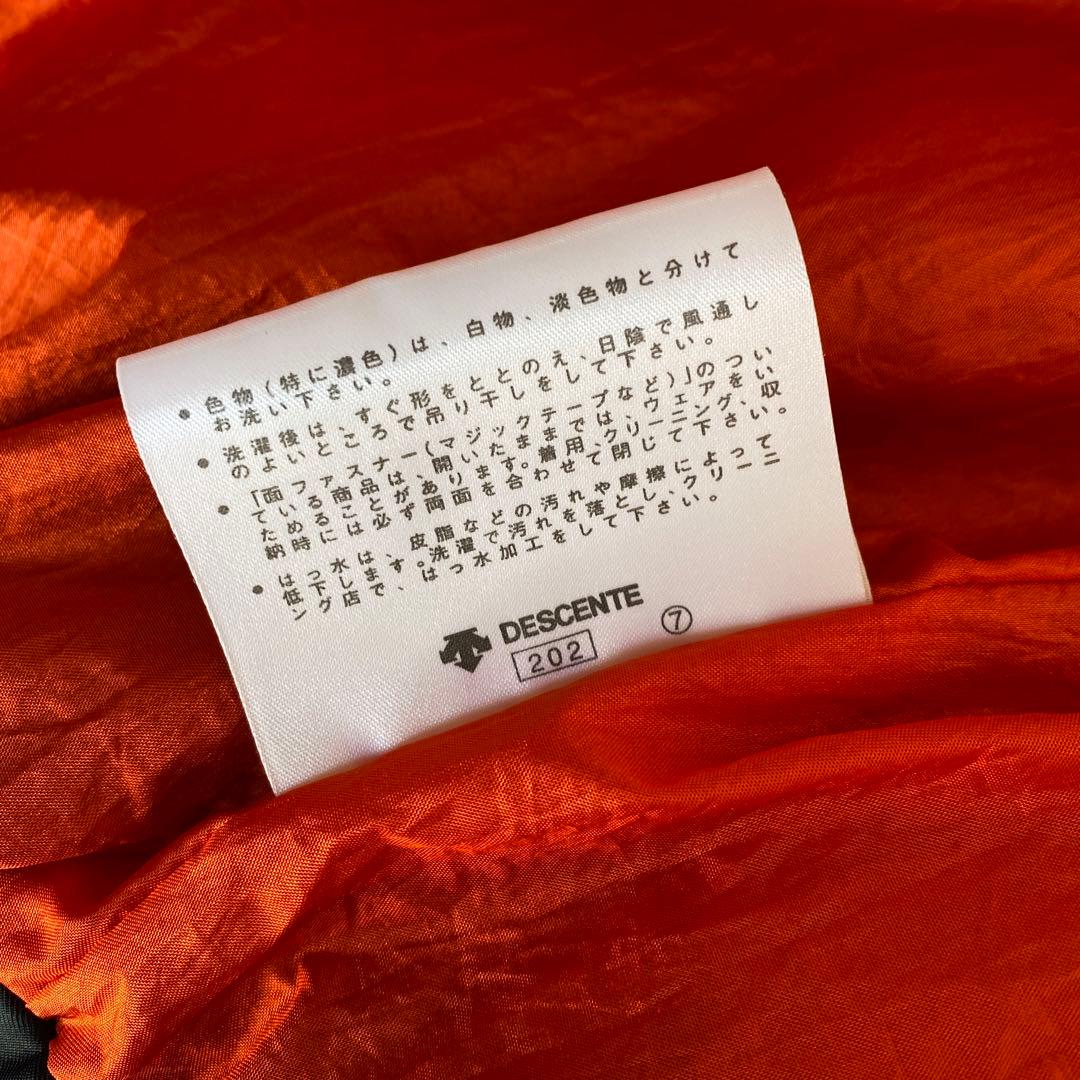 ● 色物(特に濃色)は、白物、淡色物と分けて
お洗い下さい。
● 洗濯後は、すぐ形をととのえ、日陰で風通し
のよいところで吊り干しをして下さい。
● 「面ファスナー(マジックテープなど)」のつい
ている商品は、開いたままでは、ウェアをい
ためることがあります。着用、クリーニング、収
納時には必ず両面を合わせて閉じて下さい。
● はっ水は、皮脂などの汚れや摩擦によって
低下します。洗濯で汚れを落とし、クリーニ
ング店で、はっ水加工をして下さい。
DESCENTE
202 ⑦